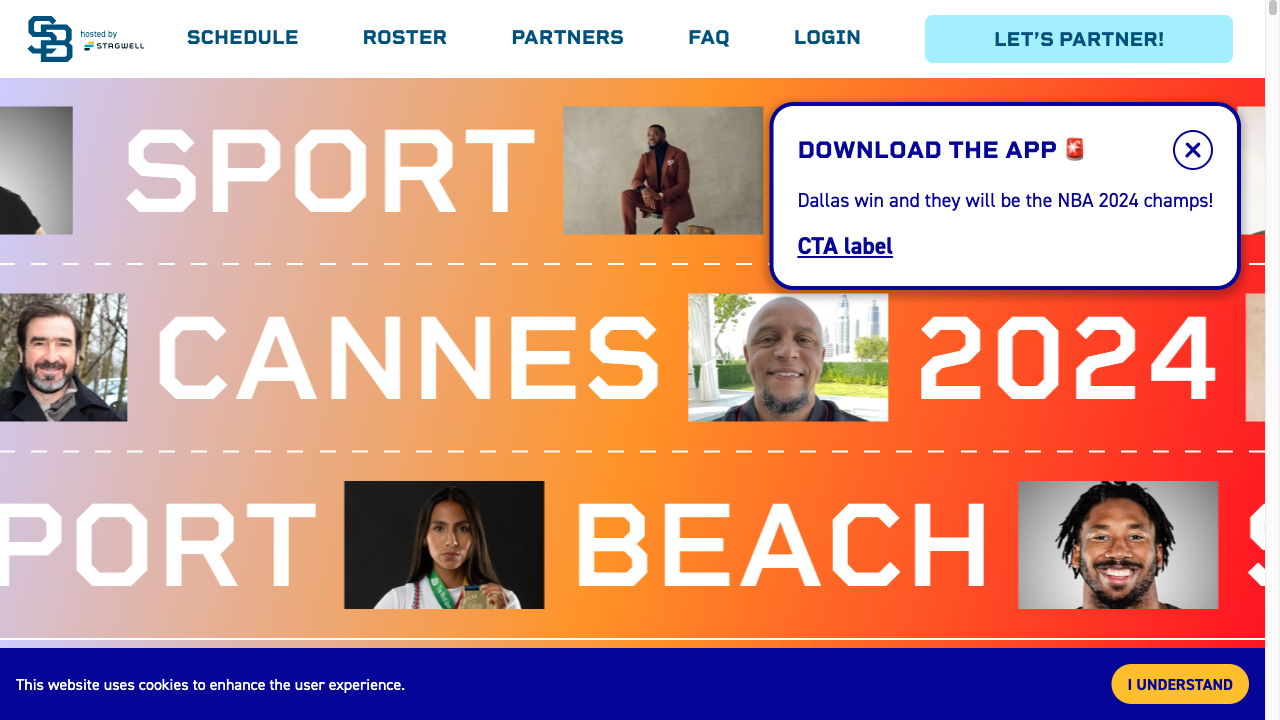 SB
hosted by
STAGWELL
SCHEDULE
ROSTER
PARTNERS
FAQ
LOGIN
LET’S PARTNER!
SPORT
DOWNLOAD THE APP 🚨
Dallas win and they will be the NBA 2024 champs!
CTA label
CANNES
2024
PORT
BEACH
S
This website uses cookies to enhance the user experience.
I UNDERSTAND